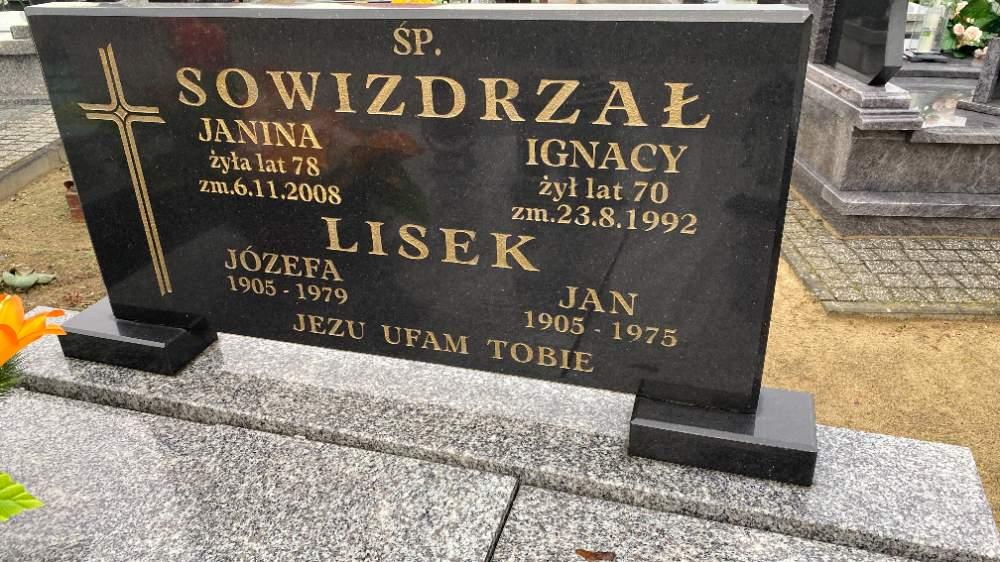 ŚP.
SOWIZDRZAŁ
JANINA
żyła lat 78
zm.6.11.2008
IGNACY
żył lat 70
zm.23.8.1992
LISEK
JÓZEFA
1905 - 1979
JAN
1905 - 1975
JEZU UFAM TOBIE